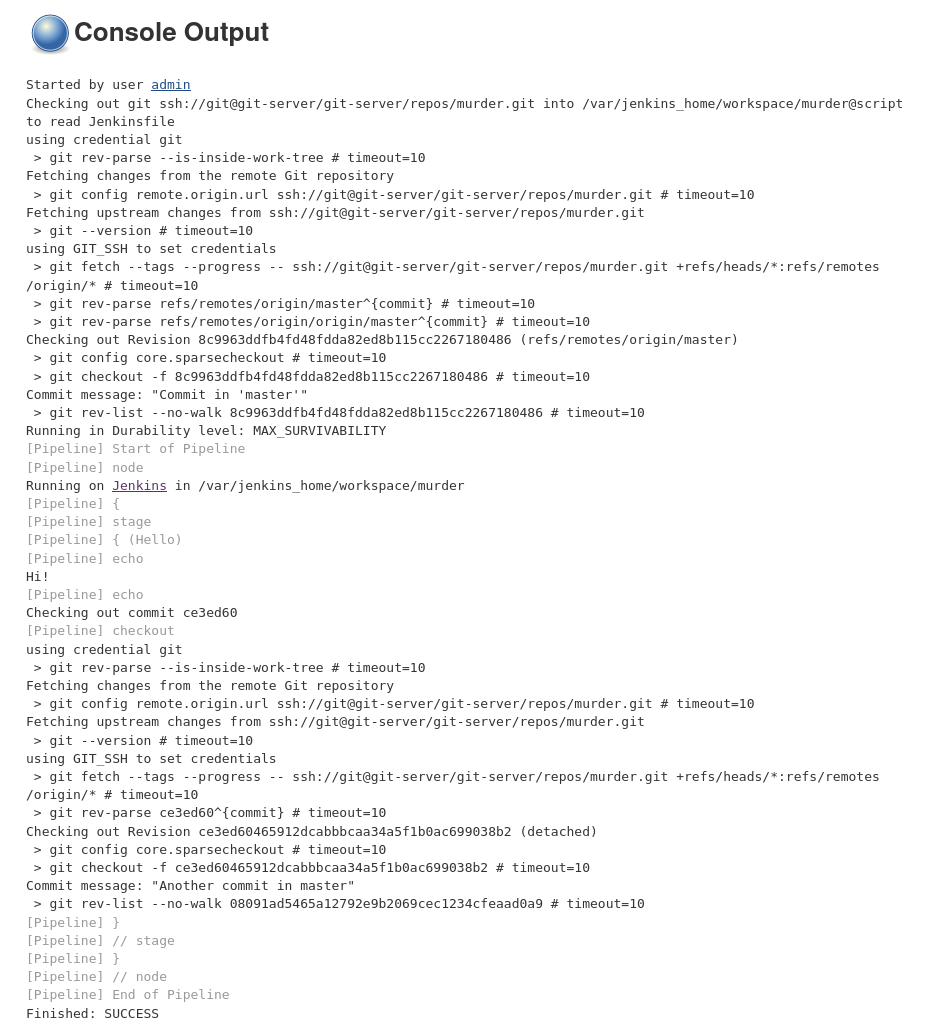 Console Output
Started by user admin
Checking out git ssh://git@git-server/git-server/repos/murder.git into /var/jenkins_home/workspace/murder@script
to read Jenkinsfile
using credential git
 > git rev-parse --is-inside-work-tree # timeout=10
Fetching changes from the remote Git repository
 > git config remote.origin.url ssh://git@git-server/git-server/repos/murder.git # timeout=10
Fetching upstream changes from ssh://git@git-server/git-server/repos/murder.git
 > git --version # timeout=10
using GIT_SSH to set credentials
 > git fetch --tags --progress -- ssh://git@git-server/git-server/repos/murder.git +refs/heads/*:refs/remotes
/origin/* # timeout=10
 > git rev-parse refs/remotes/origin/master^{commit} # timeout=10
 > git rev-parse refs/remotes/origin/origin/master^{commit} # timeout=10
Checking out Revision 8c9963ddfb4fd48fdda82ed8b115cc2267180486 (refs/remotes/origin/master)
 > git config core.sparsecheckout # timeout=10
 > git checkout -f 8c9963ddfb4fd48fdda82ed8b115cc2267180486 # timeout=10
Commit message: "Commit in 'master'"
 > git rev-list --no-walk 8c9963ddfb4fd48fdda82ed8b115cc2267180486 # timeout=10
Running in Durability level: MAX_SURVIVABILITY
[Pipeline] Start of Pipeline
[Pipeline] node
Running on Jenkins in /var/jenkins_home/workspace/murder
[Pipeline] {
[Pipeline] stage
[Pipeline] { (Hello)
[Pipeline] echo
Hi!
[Pipeline] echo
Checking out commit ce3ed60
[Pipeline] checkout
using credential git
 > git rev-parse --is-inside-work-tree # timeout=10
Fetching changes from the remote Git repository
 > git config remote.origin.url ssh://git@git-server/git-server/repos/murder.git # timeout=10
Fetching upstream changes from ssh://git@git-server/git-server/repos/murder.git
 > git --version # timeout=10
using GIT_SSH to set credentials
 > git fetch --tags --progress -- ssh://git@git-server/git-server/repos/murder.git +refs/heads/*:refs/remotes
/origin/* # timeout=10
 > git rev-parse ce3ed60^{commit} # timeout=10
Checking out Revision ce3ed60465912dcabbbcaa34a5f1b0ac699038b2 (detached)
 > git config core.sparsecheckout # timeout=10
 > git checkout -f ce3ed60465912dcabbbcaa34a5f1b0ac699038b2 # timeout=10
Commit message: "Another commit in master"
 > git rev-list --no-walk 08091ad5465a12792e9b2069cec1234cfeaad0a9 # timeout=10
[Pipeline] }
[Pipeline] // stage
[Pipeline] }
[Pipeline] // node
[Pipeline] End of Pipeline
Finished: SUCCESS